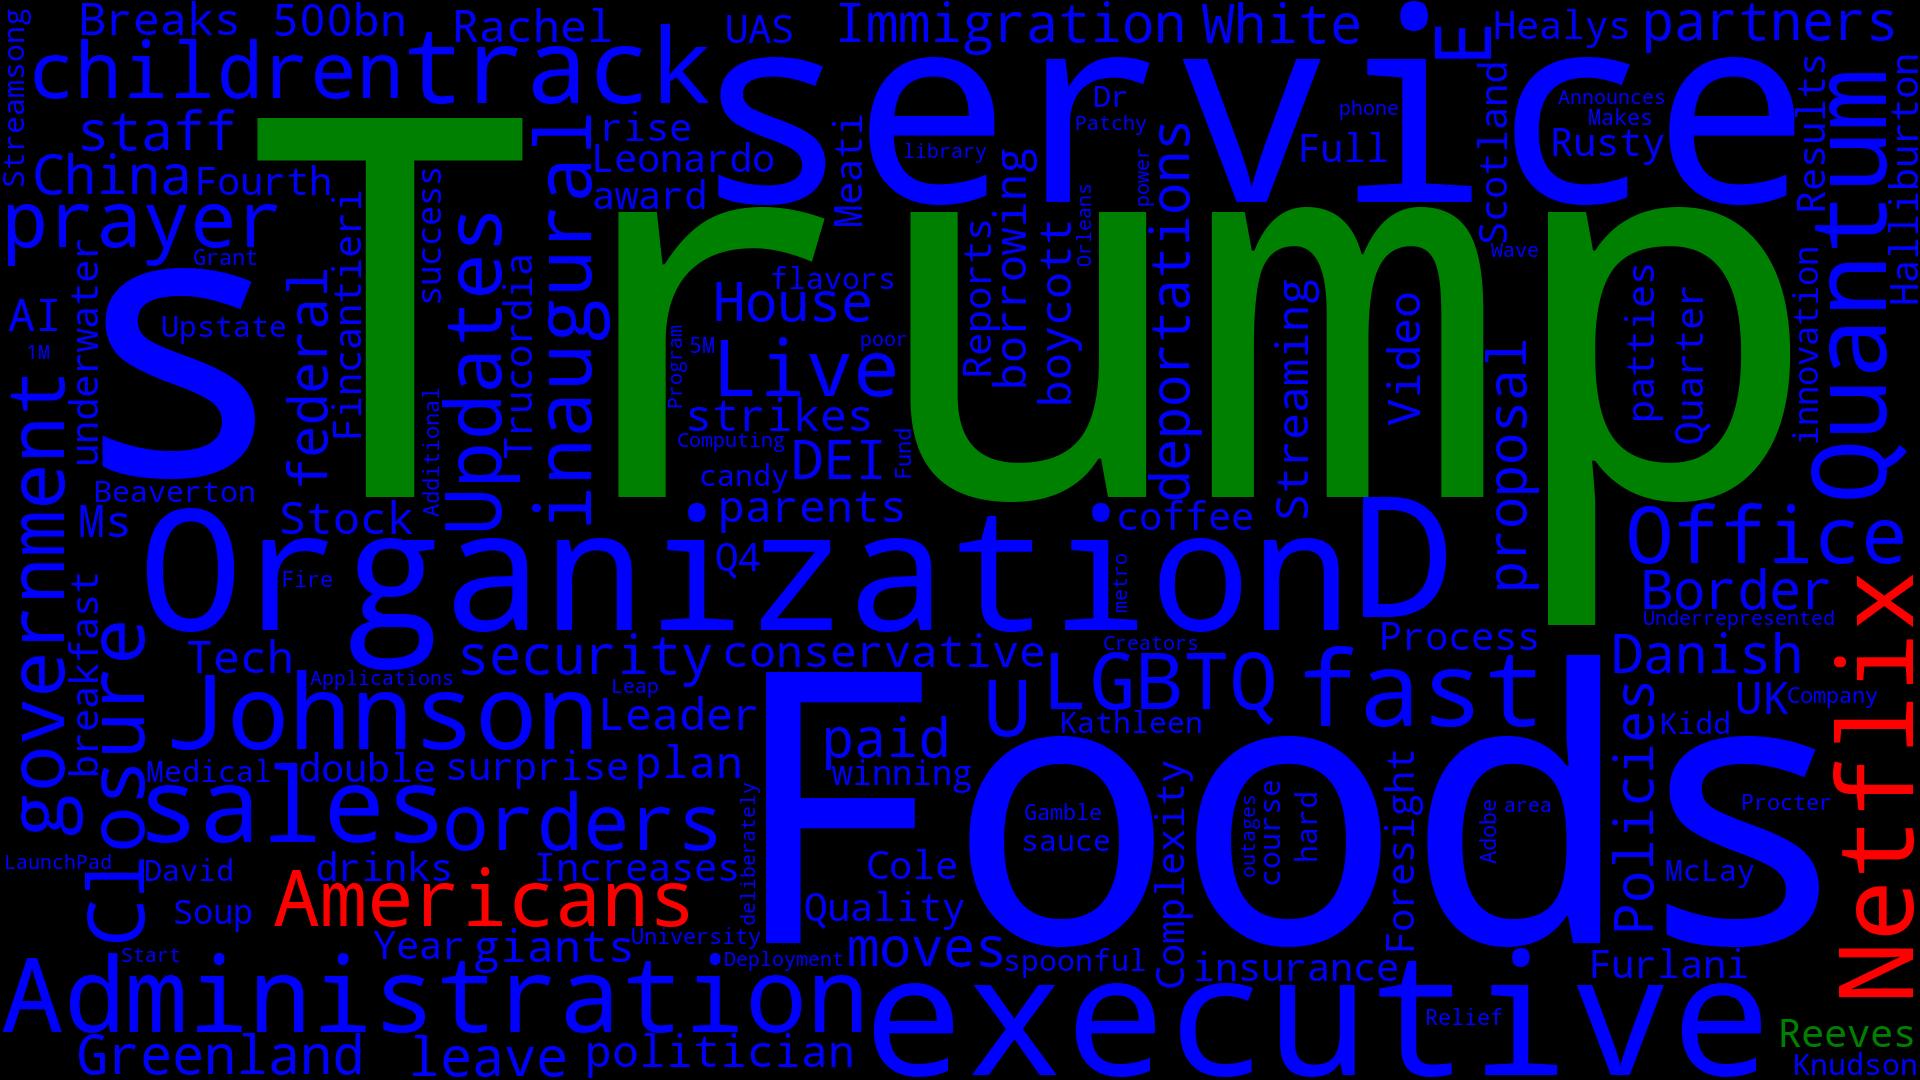 Streamsong
Breaks
500bn
Rachel
UAS
Immigration
White
E
Healys
partners
children
track
service
Dr
phone
Announces
Makes
Rusty
Full
Patchy
library
Scotland
Results
Quantum
Halliburton
staff
China
Fourth
prayer
Grant
rise
Leonardo
award
Meati
Trump
s
underwater
AI
1M
Upstate
federal
Fincantieri
success
Updates
Trucordia
inaugural
Additional
House
flavors
5M
Program
Live
poor
strikes
Computing
candy
DEI
Fund
parents
Reports
borrowing
boycott
Orleans
power
deportations
Streaming
Video
Wave
proposal
patties
Quarter
innovation
Beaverton
Ms
Stock
Fire
Organization
Q4
coffee
metro
D
Office
Border
Underrepresented
government
breakfast
Closure
Tech
security
conservative
Creators
Process
Danish
Johnson
Applications
Leap
Leader
U
LGBTQ
fast
Kathleen
UK
Company
Kidd
Netflix
Medical
double
surprise
plan
paid
winning
Foods
sales
orders
deliberately
Gamble
sauce
Complexity
outages
course
hard
Foresight
Adobe
area
Policies
Procter
McLay
LaunchPad
David
drinks
Increases
Cole
Soup
Americans
Quality
Year
giants
University
Start
Deployment
moves
spoonful
insurance
Furlani
Administration
executive
Relief
Reeves
Greenland
leave
politician
Knudson